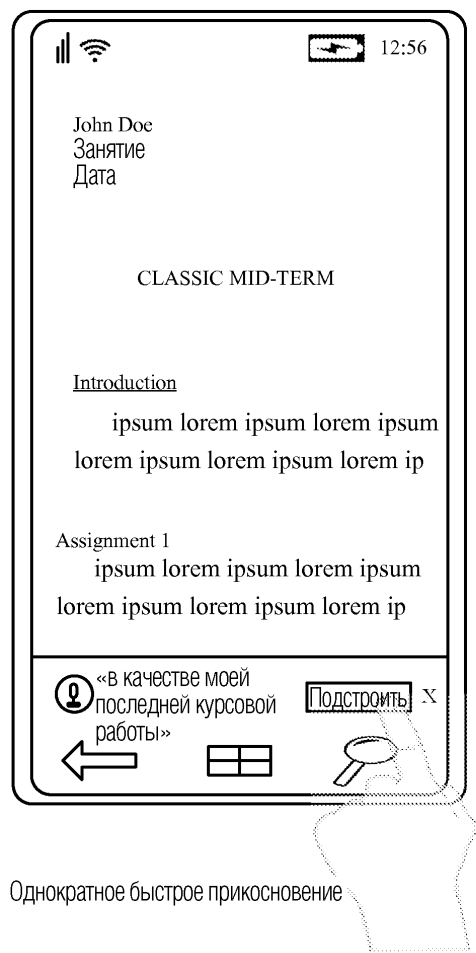 12:56
John Doe
Занятие
Дата
CLASSIC MID-TERM
Introduction
ipsum lorem ipsum lorem ipsum
lorem ipsum lorem ipsum lorem ip
Assignment 1
ipsum lorem ipsum lorem ipsum
lorem ipsum lorem ipsum lorem ip
«в качестве моей
последней курсовой
работы»
Подстроить X
Однократное быстрое прикосновение